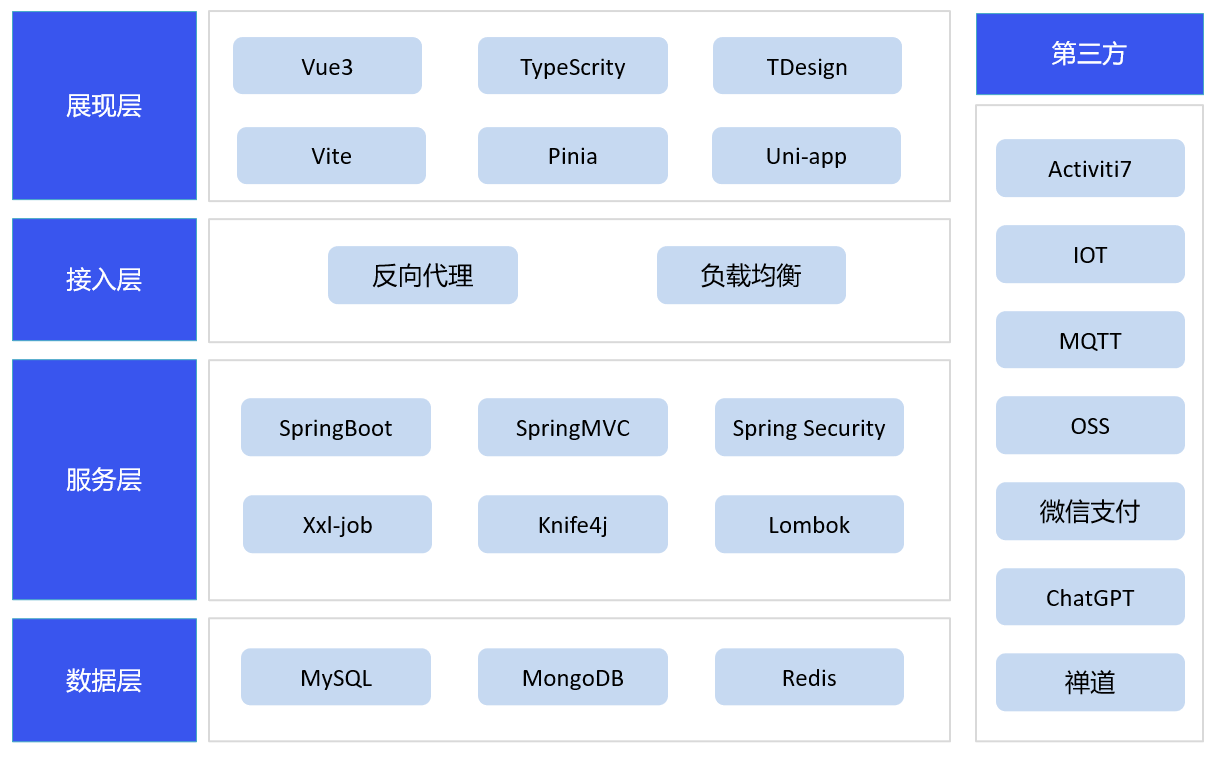 展现层
Vue3
TypeScrity
TDesign
Vite
Pinia
Uni-app
接入层
反向代理
负载均衡
服务层
SpringBoot
SpringMVC
Spring Security
Xxl-job
Knife4j
Lombok
数据层
MySQL
MongoDB
Redis
第三方
Activiti7
IOT
MQTT
OSS
微信支付
ChatGPT
禅道